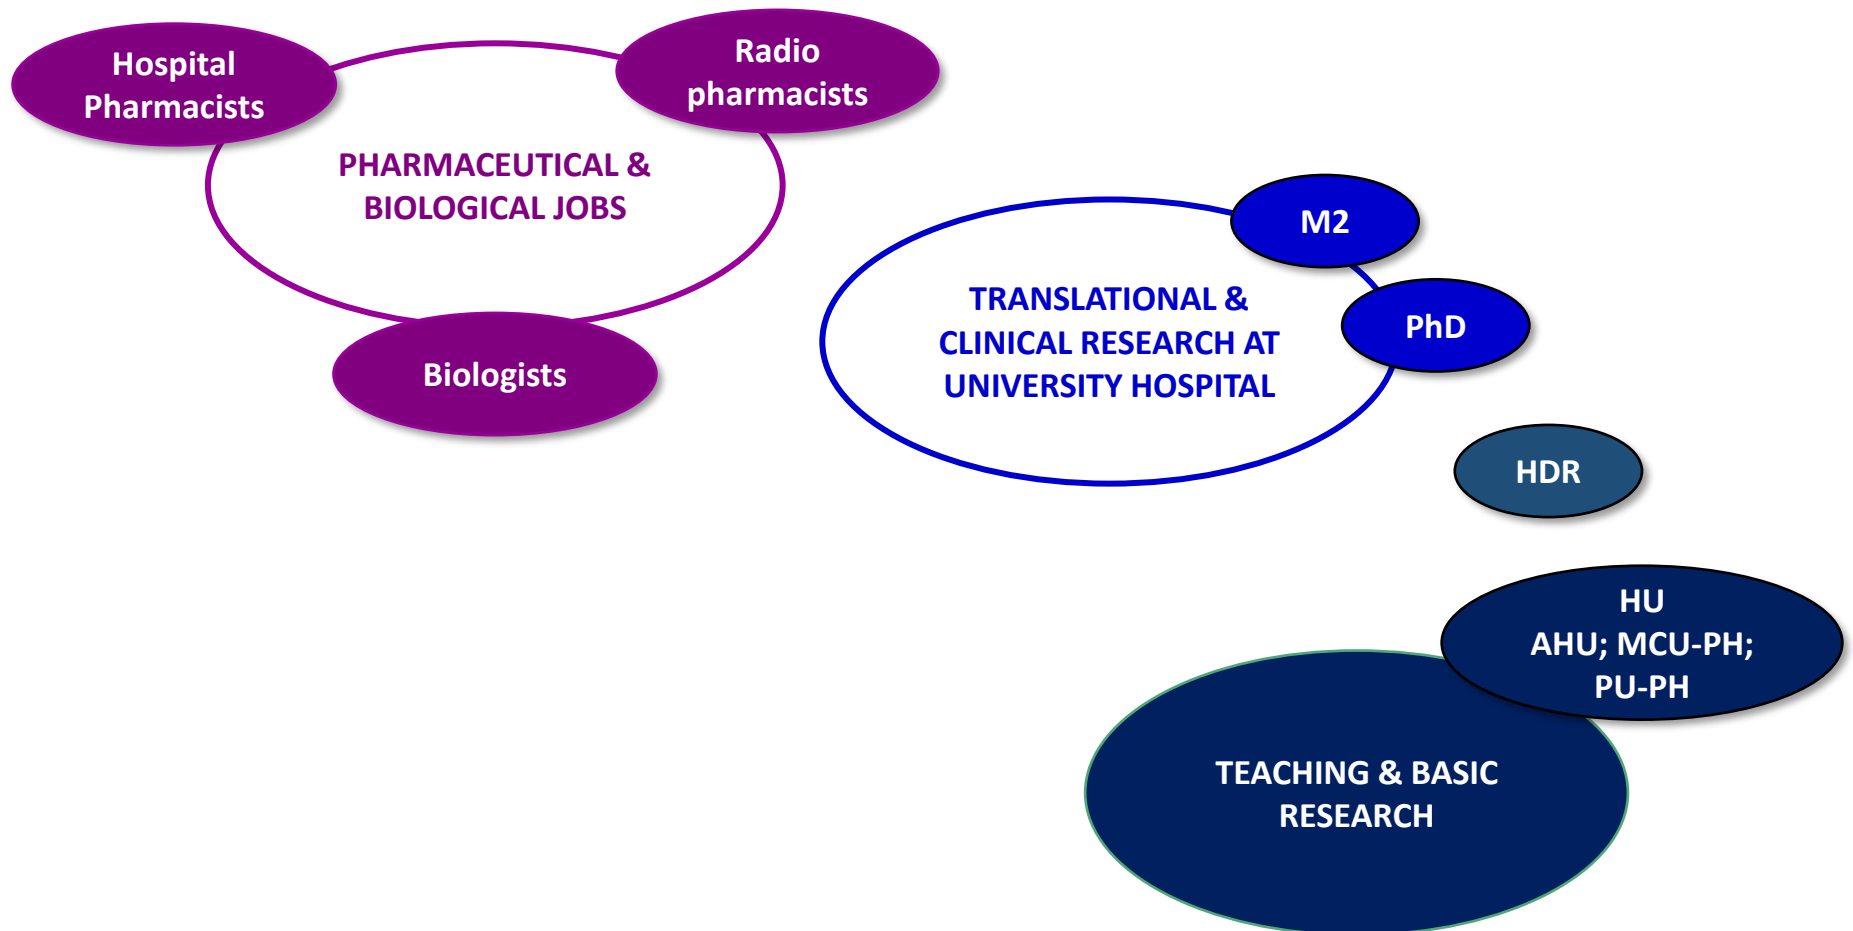 Hospital
Pharmacists
Radio
pharmacists
PHARMACEUTICAL &
BIOLOGICAL JOBS
Biologists
M2
TRANSLATIONAL &
CLINICAL RESEARCH AT
UNIVERSITY HOSPITAL
PhD
HDR
HU
AHU; MCU-PH;
PU-PH
TEACHING & BASIC
RESEARCH